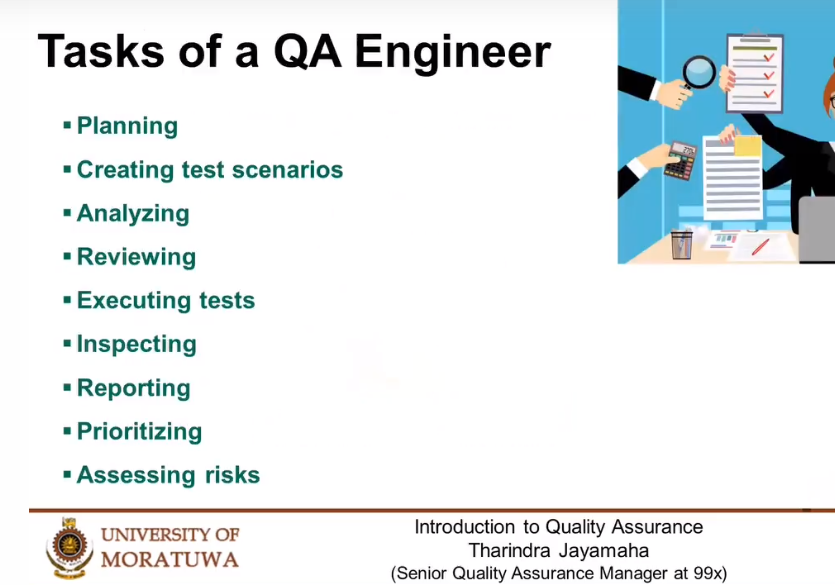 Tasks of a QA Engineer
▪ Planning
▪ Creating test scenarios
▪ Analyzing
▪ Reviewing
▪ Executing tests
▪ Inspecting
▪ Reporting
▪ Prioritizing
▪ Assessing risks
UNIVERSITY OF
MORATUWA
Introduction to Quality Assurance
Tharindra Jayamaha
(Senior Quality Assurance Manager at 99x)